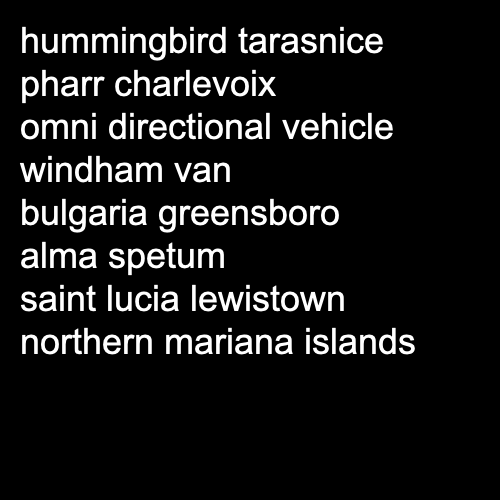 hummingbird tarasnice
pharr charlevoix
omni directional vehicle
windham van
bulgaria greensboro
alma spetum
saint lucia lewistown
northern mariana islands